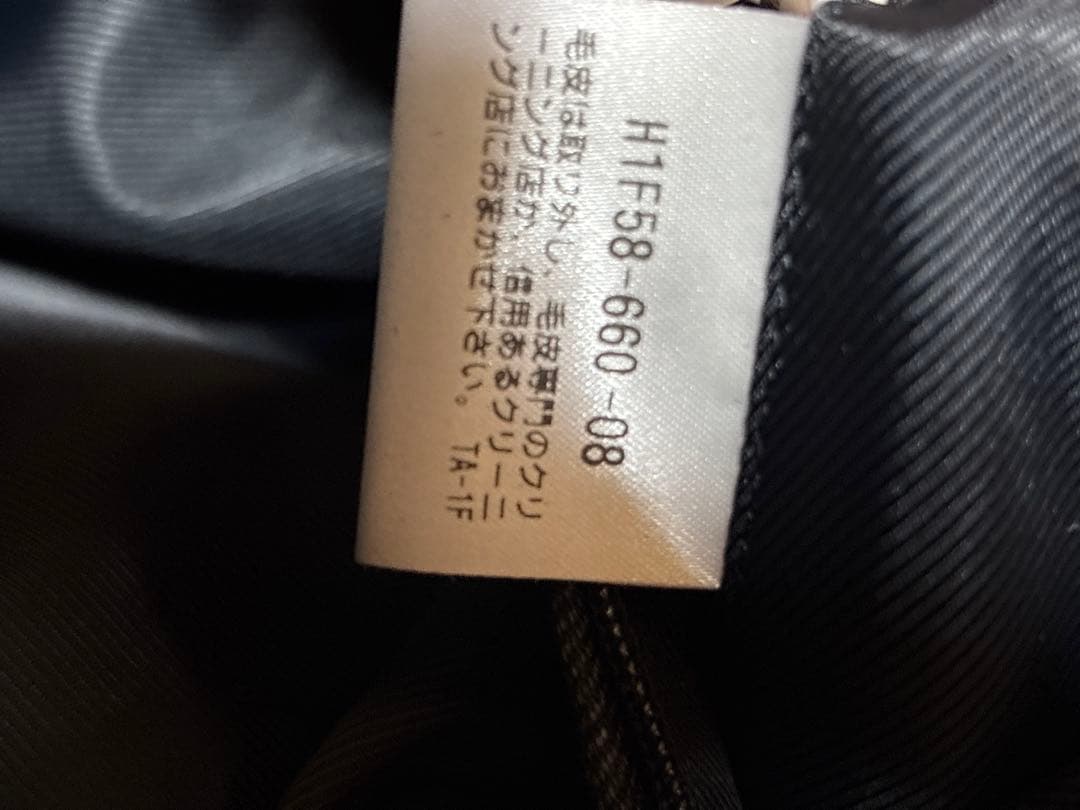 H1F58-660-08
毛皮は取り外し、毛皮専門のクリ
ーニング店か、信用あるクリーニ
ング店におまかせ下さい。 TA-1F